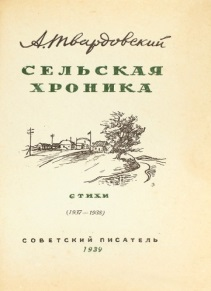 А. Твардовский
СЕЛЬСКАЯ
ХРОНИКА
СТИХИ
(1937—1938)
СОВЕТСКИЙ ПИСАТЕЛЬ
1939